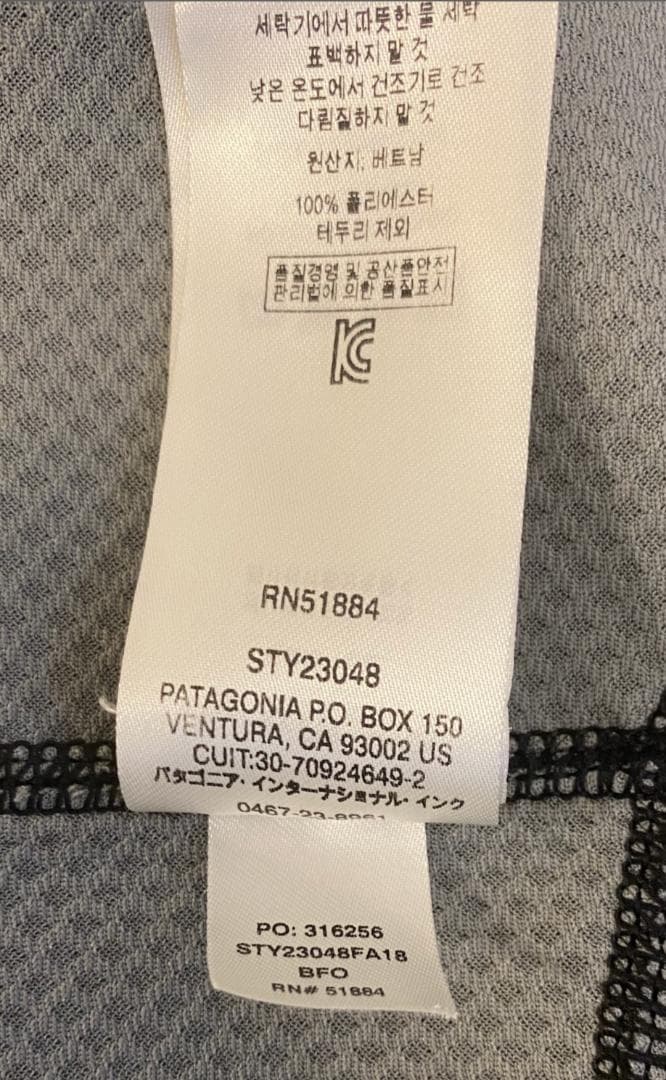 세탁기에서 따뜻한 물 세탁
표백하지 말 것
낮은 온도에서 건조기로 건조
다림질하지 말 것
원산지: 베트남
100% 폴리에스터
테두리 제외
품질경영 및 공산품안전
관리법에 의한 품질표시
KC
RN51884
STY23048
PATAGONIA P.O. BOX 150
VENTURA, CA 93002 US
CUIT:30-70924649-2
パタゴニア・インターナショナル・インク
PO: 316256
STY23048FA18
BFO
RN# 51884